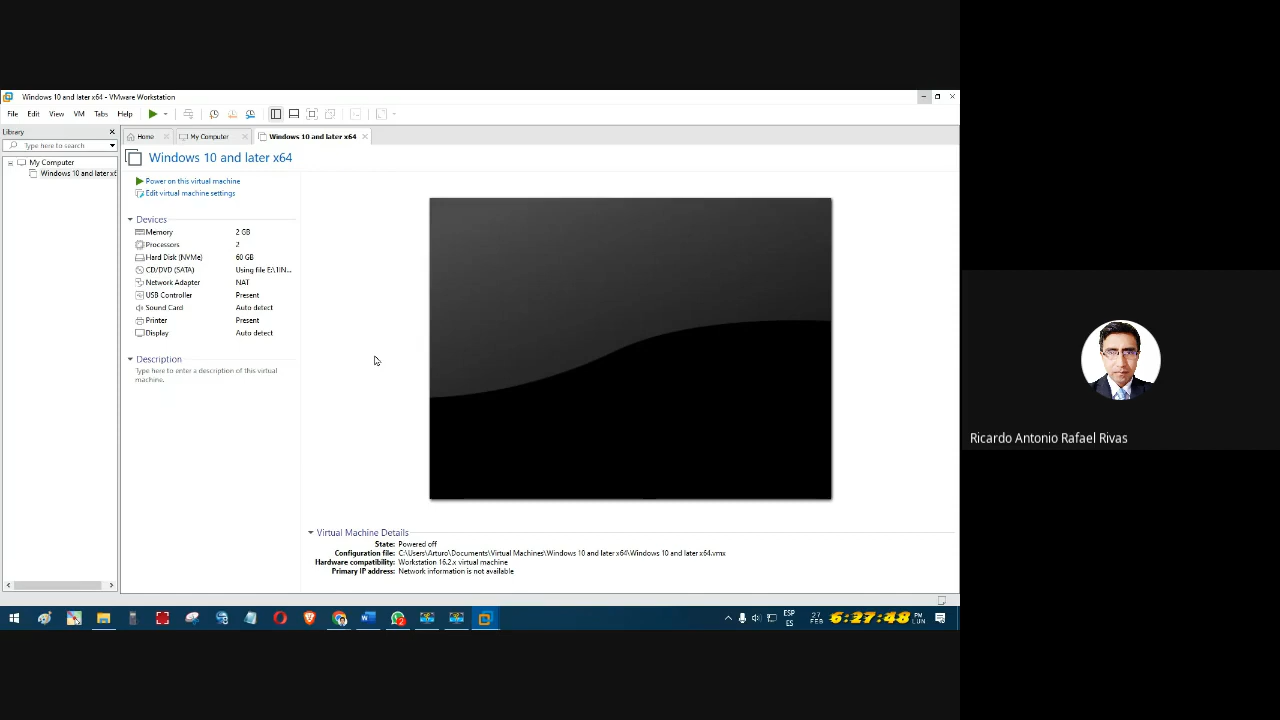 Windows 10 and later x64 - VMware Workstation
File Edit View VM Tabs Help
Library
Type here to search
My Computer
Windows 10 and later x6
Home
My Computer
Windows 10 and later x64
Windows 10 and later x64
Power on this virtual machine
Edit virtual machine settings
Devices
Memory 2 GB
Processors 2
Hard Disk (NVMe) 60 GB
CD/DVD (SATA) Using file E:\1IN...
Network Adapter NAT
USB Controller Present
Sound Card Auto detect
Printer Present
Display Auto detect
Description
Type here to enter a description of this virtual
machine.
Virtual Machine Details
State: Powered off
Configuration file: C:\Users\Arturo\Documents\Virtual Machines\Windows 10 and later x64\Windows 10 and later x64.vmx
Hardware compatibility: Workstation 16.2.x virtual machine
Primary IP address: Network information is not available
Ricardo Antonio Rafael Rivas
ESP
ES
27
FEB
6:27:48
PM
LUN
2